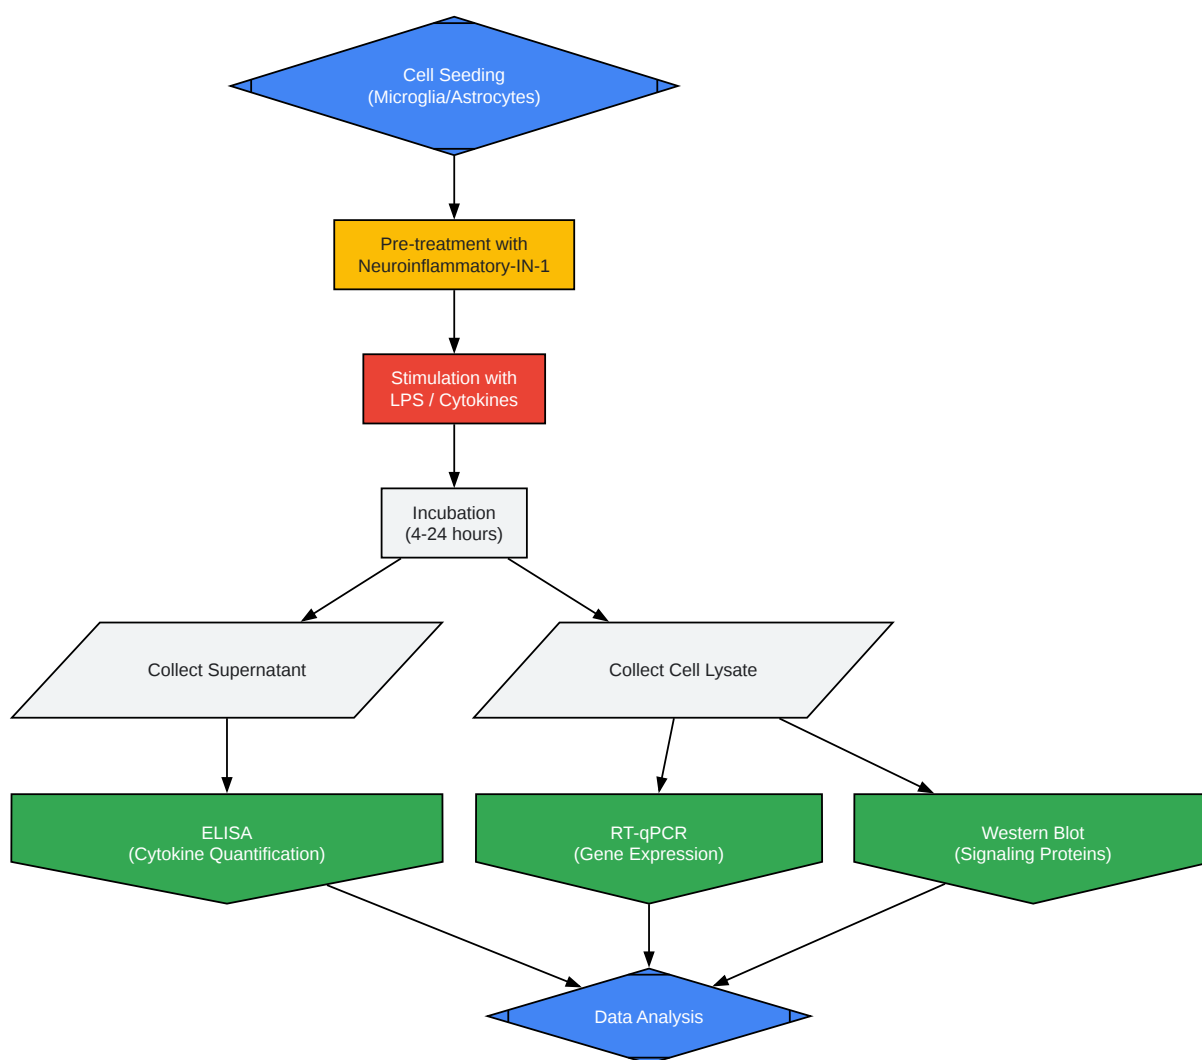 Cell Seeding
(Microglia/Astrocytes)
Pre-treatment with
Neuroinflammatory-IN-1
Stimulation with
LPS / Cytokines
Incubation
(4-24 hours)
Collect Supernatant
Collect Cell Lysate
ELISA
(Cytokine Quantification)
RT-qPCR
(Gene Expression)
Western Blot
(Signaling Proteins)
Data Analysis